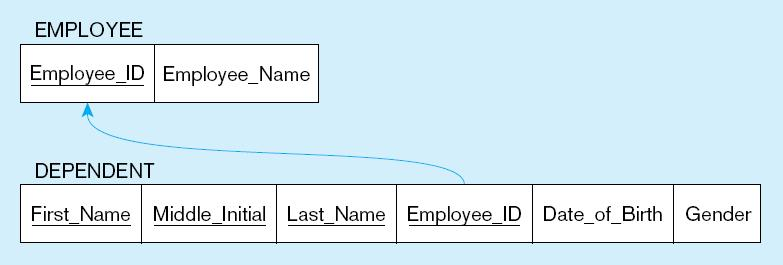 EMPLOYEE
Employee_ID Employee_Name
DEPENDENT
First_Name Middle_Initial Last_Name Employee_ID Date_of_Birth Gender